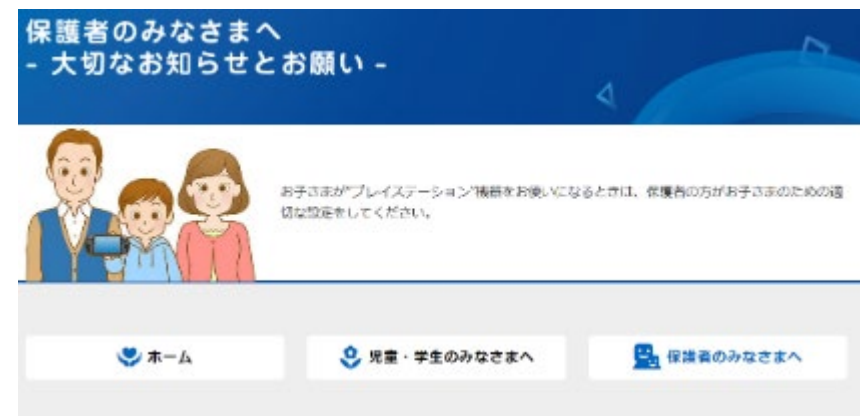 保護者のみなさまへ
- 大切なお知らせとお願い -
お子さまが"プレイステーション"機器をお使いになるときは、保護者の方がお子さまのための適
切な設定をしてください。
ホーム
児童・学生のみなさまへ
保護者のみなさまへ